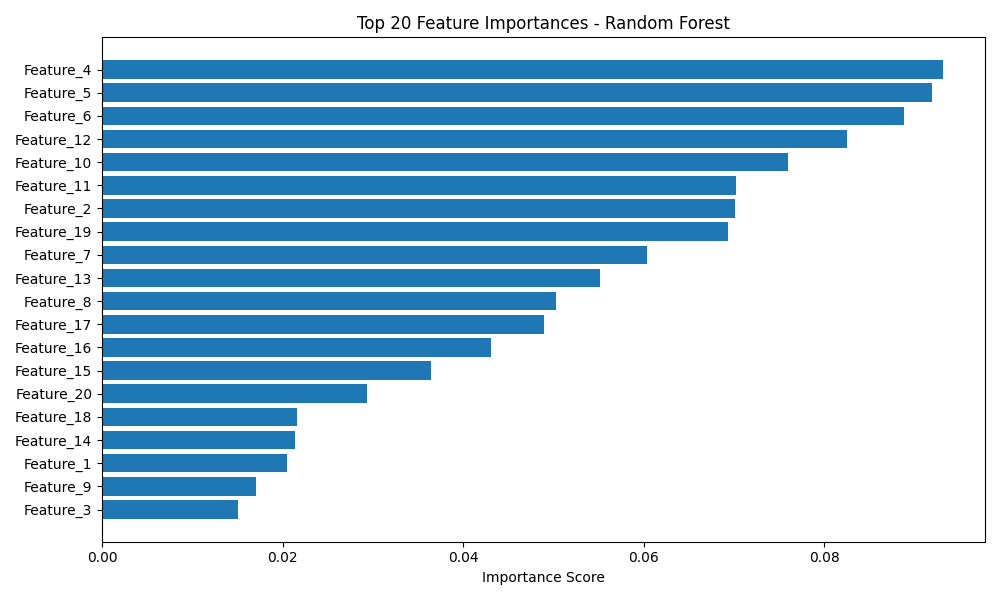 Top 20 Feature Importances - Random Forest
Feature_4
Feature_5
Feature_6
Feature_12
Feature_10
Feature_11
Feature_2
Feature_19
Feature_7
Feature_13
Feature_8
Feature_17
Feature_16
Feature_15
Feature_20
Feature_18
Feature_14
Feature_1
Feature_9
Feature_3
0.00 0.02 0.04 0.06 0.08
Importance Score